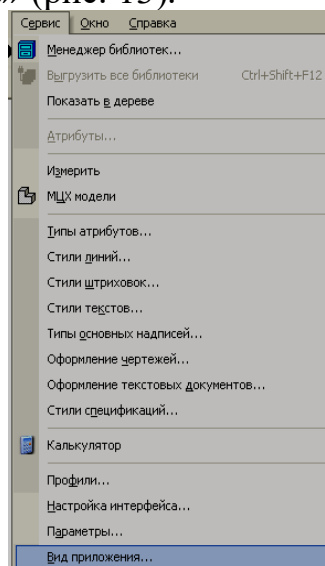 » (рис. 15).
Сервис Окно Справка
Менеджер библиотек...
Выгрузить все библиотеки Ctrl+Shift+F12
Показать в дереве
Атрибуты...
Измерить
МЦХ модели
Типы атрибутов...
Стили линий...
Стили штриховок...
Стили текстов...
Типы основных надписей...
Оформление чертежей...
Оформление текстовых документов...
Стили спецификаций...
Калькулятор
Профили...
Настройка интерфейса...
Параметры...
Вид приложения...